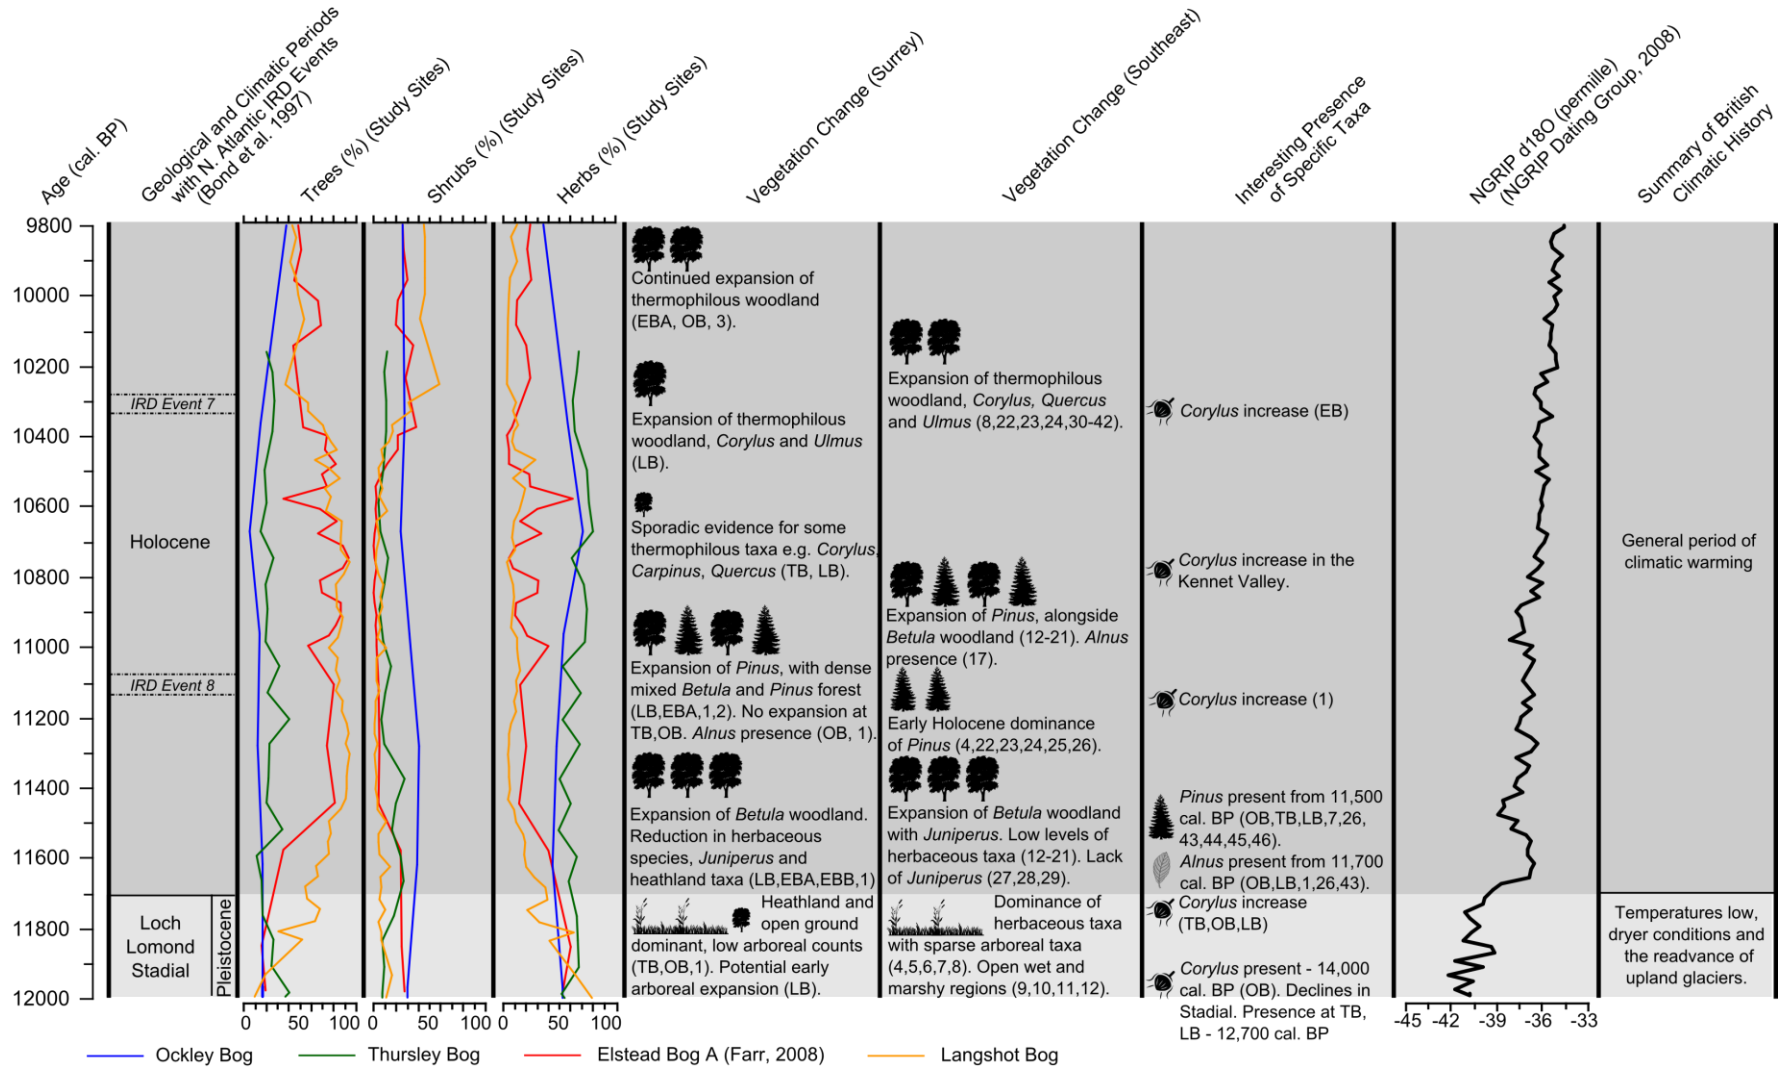 Age (cal. BP)
Geological and Climatic Periods
with N. Atlantic IRD Events
(Bond et al. 1997)
Trees (%) (Study Sites)
Shrubs (%) (Study Sites)
Herbs (%) (Study Sites)
Vegetation Change (Surrey)
Vegetation Change (Southeast)
Interesting Presence
of Specific Taxa
NGRIP d18O (permille)
(NGRIP Dating Group, 2008)
Summary of British
Climatic History
9800
10000
10200
10400
10600
10800
11000
11200
11400
11600
11800
12000
IRD Event 7
Holocene
IRD Event 8
Loch
Lomond
Stadial
Pleistocene
0 50 100
0 50 100
0 50 100
Continued expansion of
thermophilous woodland
(EBA, OB, 3).
Expansion of thermophilous
woodland, Corylus and Ulmus
(LB).
Sporadic evidence for some
thermophilous taxa e.g. Corylus,
Carpinus, Quercus (TB, LB).
Expansion of Pinus, with dense
mixed Betula and Pinus forest
(LB,EBA,1,2). No expansion at
TB,OB. Alnus presence (OB, 1).
Expansion of Betula woodland.
Reduction in herbaceous
species, Juniperus and
heathland taxa (LB,EBA,EBB,1)
Heathland and
open ground
dominant, low arboreal counts
(TB,OB,1). Potential early
arboreal expansion (LB).
Expansion of thermophilous
woodland, Corylus, Quercus
and Ulmus (8,22,23,24,30-42).
Expansion of Pinus, alongside
Betula woodland (12-21). Alnus
presence (17).
Early Holocene dominance
of Pinus (4,22,23,24,25,26).
Expansion of Betula woodland
with Juniperus. Low levels of
herbaceous taxa (12-21). Lack
of Juniperus (27,28,29).
Dominance of
herbaceous taxa
with sparse arboreal taxa
(4,5,6,7,8). Open wet and
marshy regions (9,10,11,12).
Corylus increase (EB)
Corylus increase in the
Kennet Valley.
Corylus increase (1)
Pinus present from 11,500
cal. BP (OB,TB,LB,7,26,
43,44,45,46).
Alnus present from 11,700
cal. BP (OB,LB,1,26,43).
Corylus increase
(TB,OB,LB)
Corylus present - 14,000
cal. BP (OB). Declines in
Stadial. Presence at TB,
LB - 12,700 cal. BP
-45 -42 -39 -36 -33
General period of
climatic warming
Temperatures low,
dryer conditions and
the readvance of
upland glaciers.
Ockley Bog
Thursley Bog
Elstead Bog A (Farr, 2008)
Langshot Bog